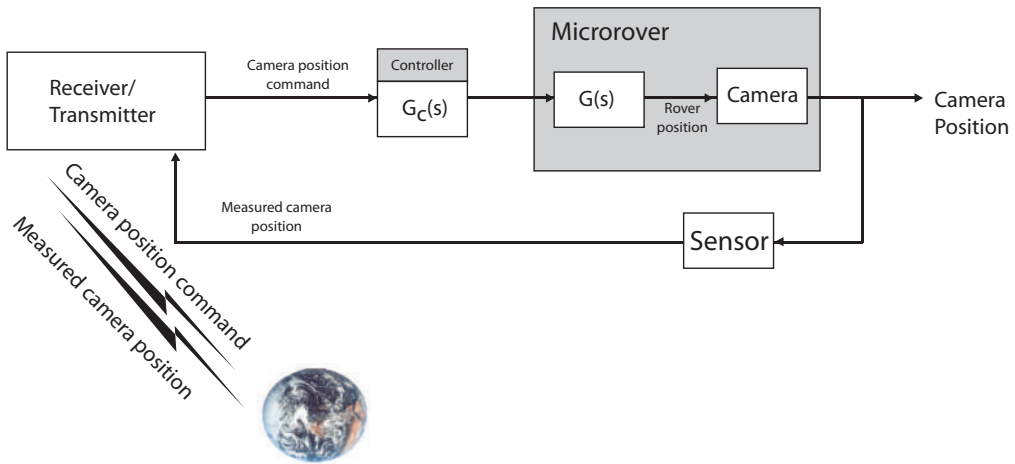 Microrover
Receiver/
Transmitter
Camera position
command
Controller
Gc(s)
G(s)
Rover
position
Camera
Camera
Position
Measured camera
position
Sensor
Camera position command
Measured camera position